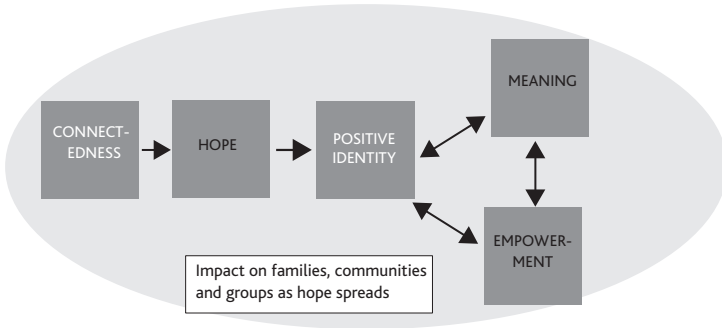 CONNECT-
EDNESS
HOPE
POSITIVE
IDENTITY
MEANING
EMPOWER-
MENT
Impact on families, communities
and groups as hope spreads